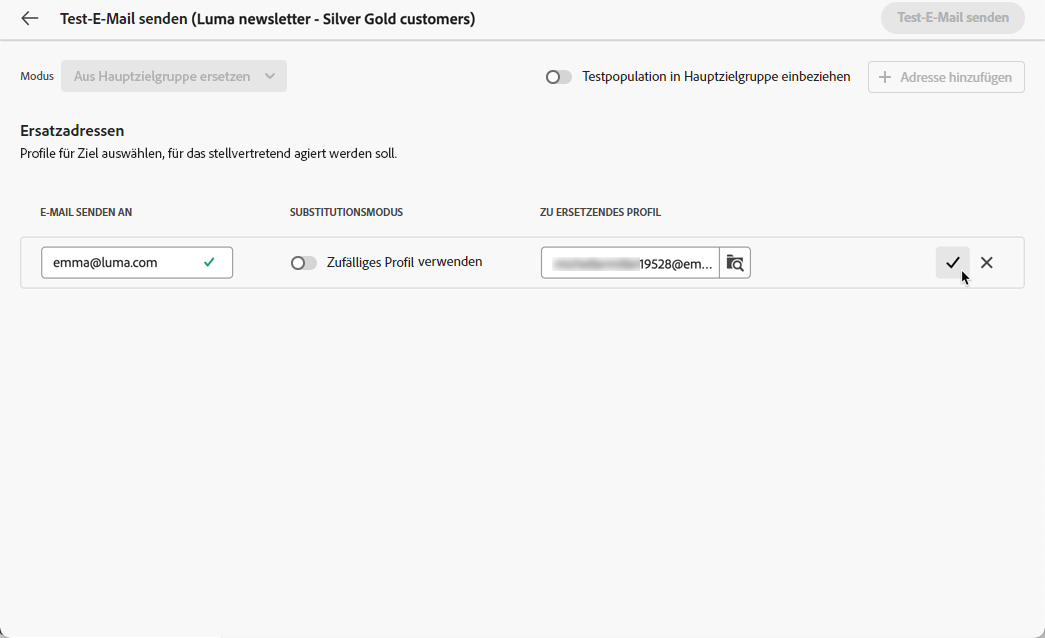 Test-E-Mail senden (Luma newsletter - Silver Gold customers)
Test-E-Mail senden
Modus
Aus Hauptzielgruppe ersetzen
Testpopulation in Hauptzielgruppe einbeziehen
Adresse hinzufügen
Ersatzadressen
Profile für Ziel auswählen, für das stellvertretend agiert werden soll.
E-MAIL SENDEN AN
SUBSTITUTIONSMODUS
ZU ERSETZENDES PROFIL
emma@luma.com
Zufälliges Profil verwenden
19528@em...